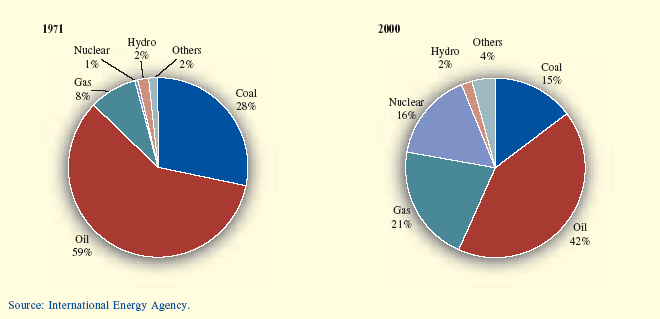 1971
Nuclear
1%
Hydro
2%
Others
2%
Gas
8%
Coal
28%
Oil
59%
2000
Hydro
2%
Others
4%
Coal
15%
Nuclear
16%
Gas
21%
Oil
42%
Source: International Energy Agency.